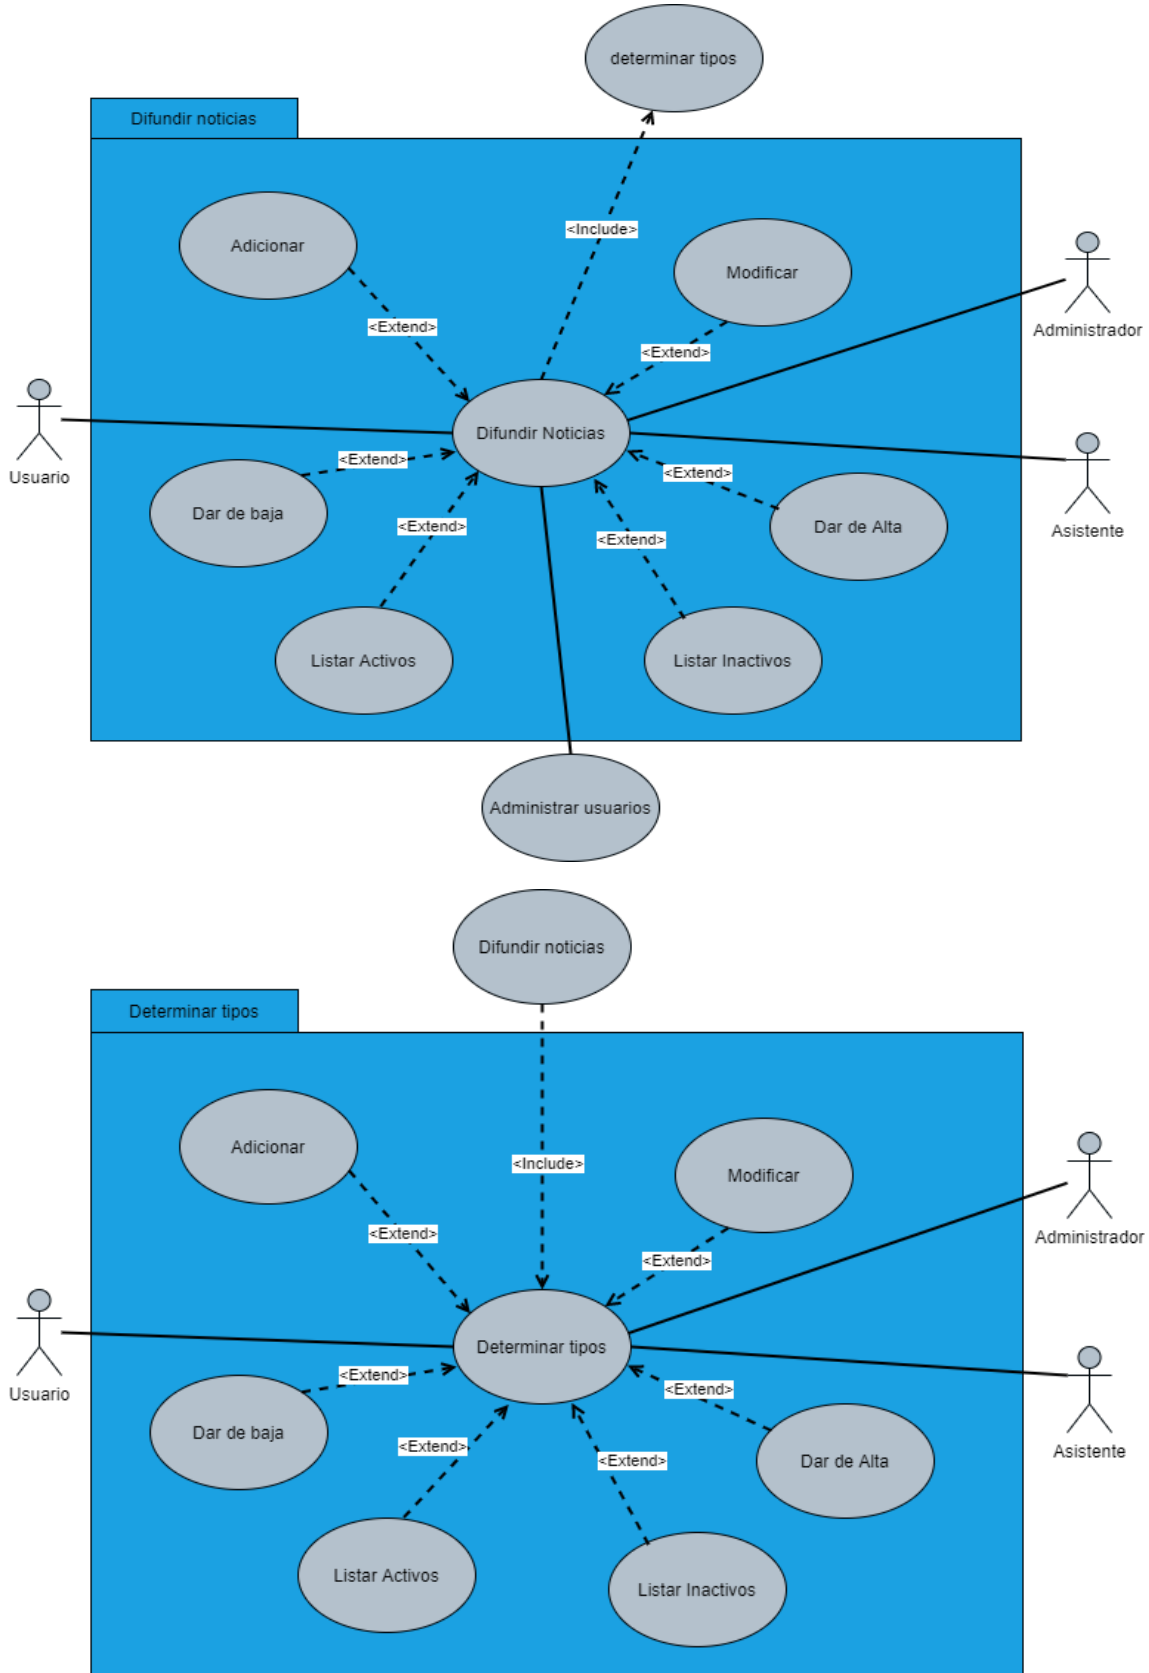 determinar tipos
Difundir noticias
<Include>
Adicionar
Modificar
<Extend>
<Extend>
Administrador
Difundir Noticias
Usuario
<Extend>
<Extend>
Dar de baja
Dar de Alta
Asistente
<Extend>
<Extend>
Listar Activos
Listar Inactivos
Administrar usuarios
Difundir noticias
Determinar tipos
Adicionar
<Include>
Modificar
<Extend>
<Extend>
Administrador
Determinar tipos
Usuario
<Extend>
<Extend>
Dar de baja
Dar de Alta
Asistente
<Extend>
<Extend>
Listar Activos
Listar Inactivos